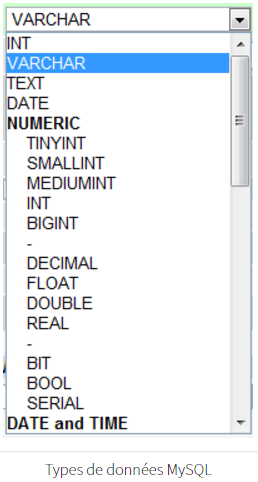 VARCHAR
INT
VARCHAR
TEXT
DATE
NUMERIC
TINYINT
SMALLINT
MEDIUMINT
INT
BIGINT
-
DECIMAL
FLOAT
DOUBLE
REAL
-
BIT
BOOL
SERIAL
DATE and TIME
Types de données MySQL